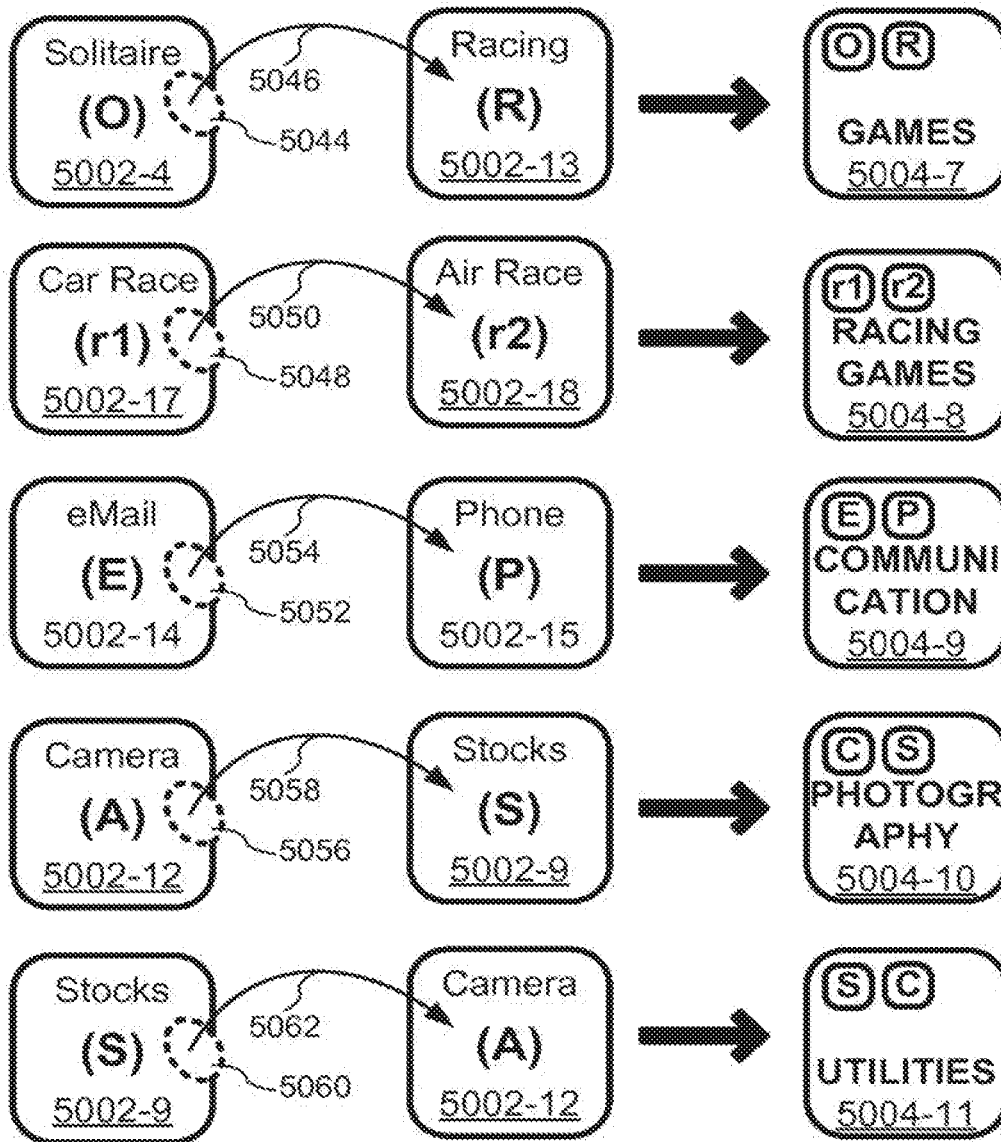 Solitaire
(O)
5002-4
5046
5044
Racing
(R)
5002-13
O R
GAMES
5004-7
Car Race
(r1)
5002-17
5050
5048
Air Race
(r2)
5002-18
r1 r2
RACING
GAMES
5004-8
eMail
(E)
5002-14
5054
5052
Phone
(P)
5002-15
E P
COMMUNI
CATION
5004-9
Camera
(A)
5002-12
5058
5056
Stocks
(S)
5002-9
C S
PHOTOGR
APHY
5004-10
Stocks
(S)
5002-9
5062
5060
Camera
(A)
5002-12
S C
UTILITIES
5004-11